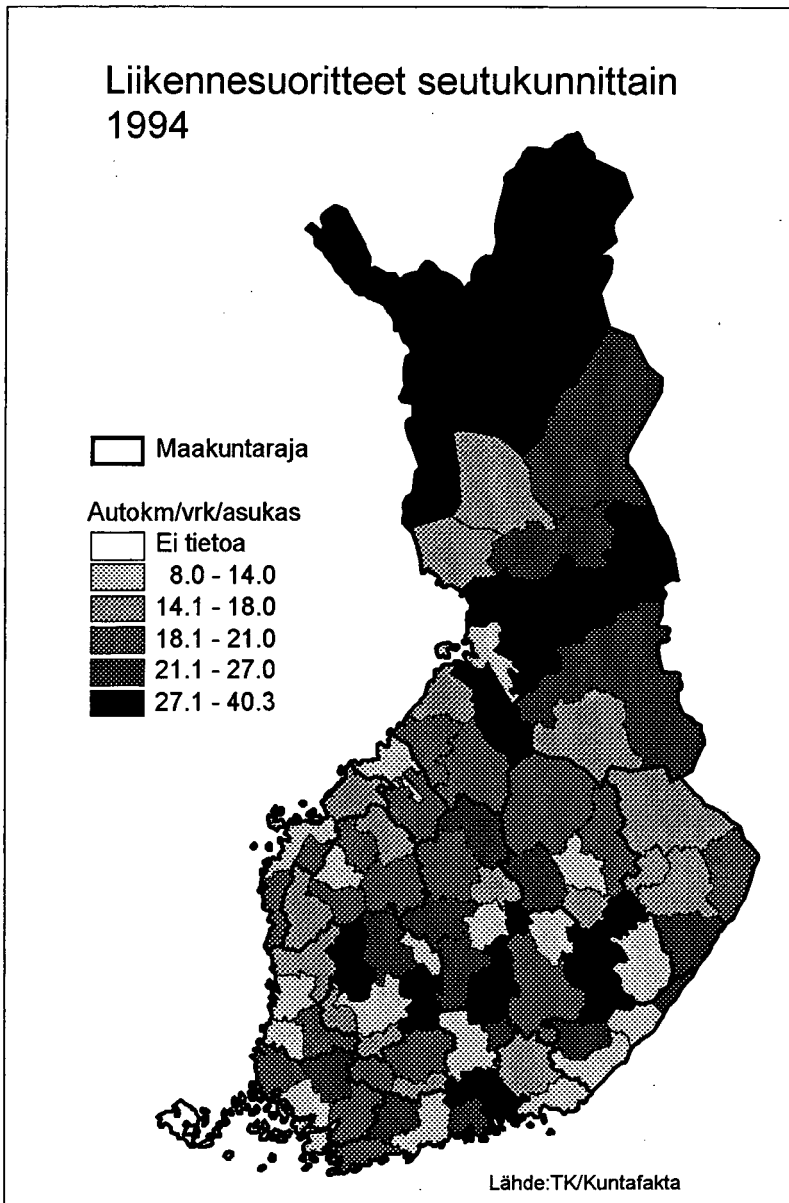 Liikennesuoritteet seutukunnittain
1994
Maakuntaraja
Autokm/vrk/asukas
Ei tietoa
8.0 - 14.0
14.1 - 18.0
18.1 - 21.0
21.1 - 27.0
27.1 - 40.3
Lähde:TK/Kuntafakta